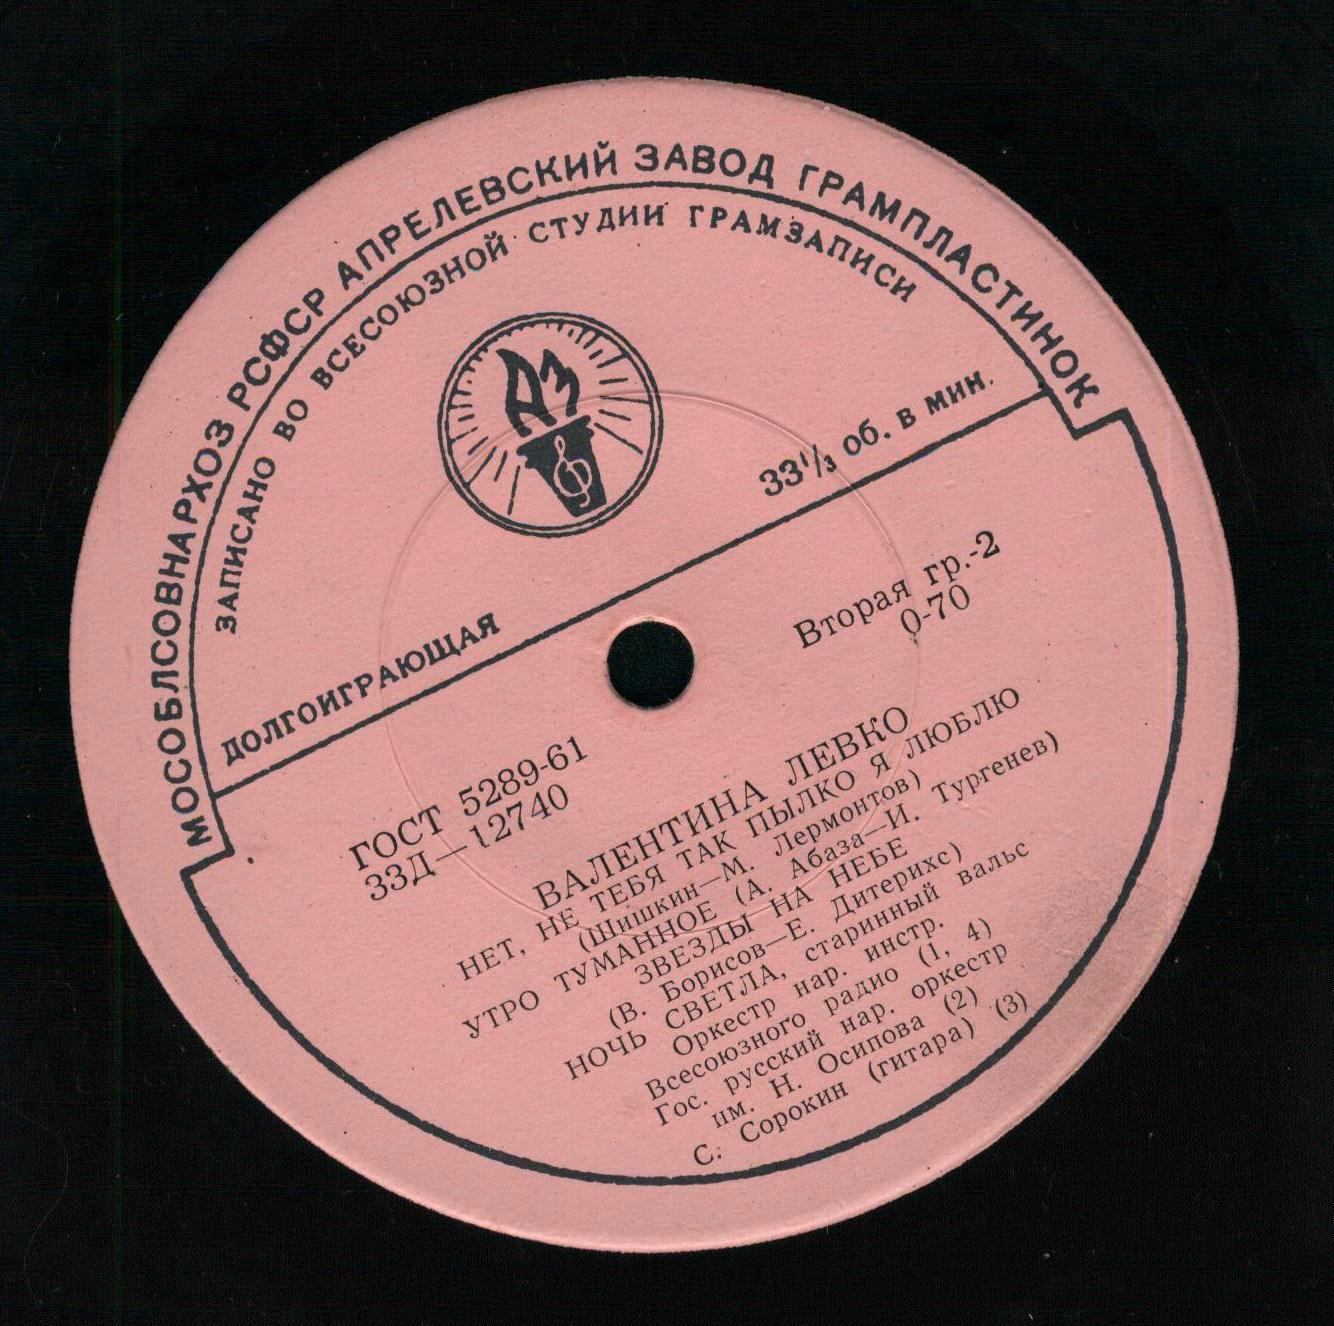 МОСОБЛСОВНАРХОЗ РСФСР АПРЕЛЕВСКИЙ ЗАВОД ГРАМПЛАСТИНОК
ЗАПИСАНО ВО ВСЕСОЮЗНОЙ СТУДИИ ГРАМЗАПИСИ
АЗ
ДОЛГОИГРАЮЩАЯ
33⅓ об. в мин.
Вторая гр.-2
0-70
ГОСТ 5289-61
33Д—12740
ВАЛЕНТИНА ЛЕВКО
НЕТ, НЕ ТЕБЯ ТАК ПЫЛКО Я ЛЮБЛЮ
(Шишкин—М. Лермонтов)
УТРО ТУМАННОЕ (А. Абаза—И. Тургенев)
ЗВЕЗДЫ НА НЕБЕ
(В. Борисов—Е. Дитерихс)
НОЧЬ СВЕТЛА, старинный вальс
Оркестр нар. инстр.
Всесоюзного радио (1, 4)
Гос. русский нар. оркестр
им. Н. Осипова (2)
С. Сорокин (гитара) (3)